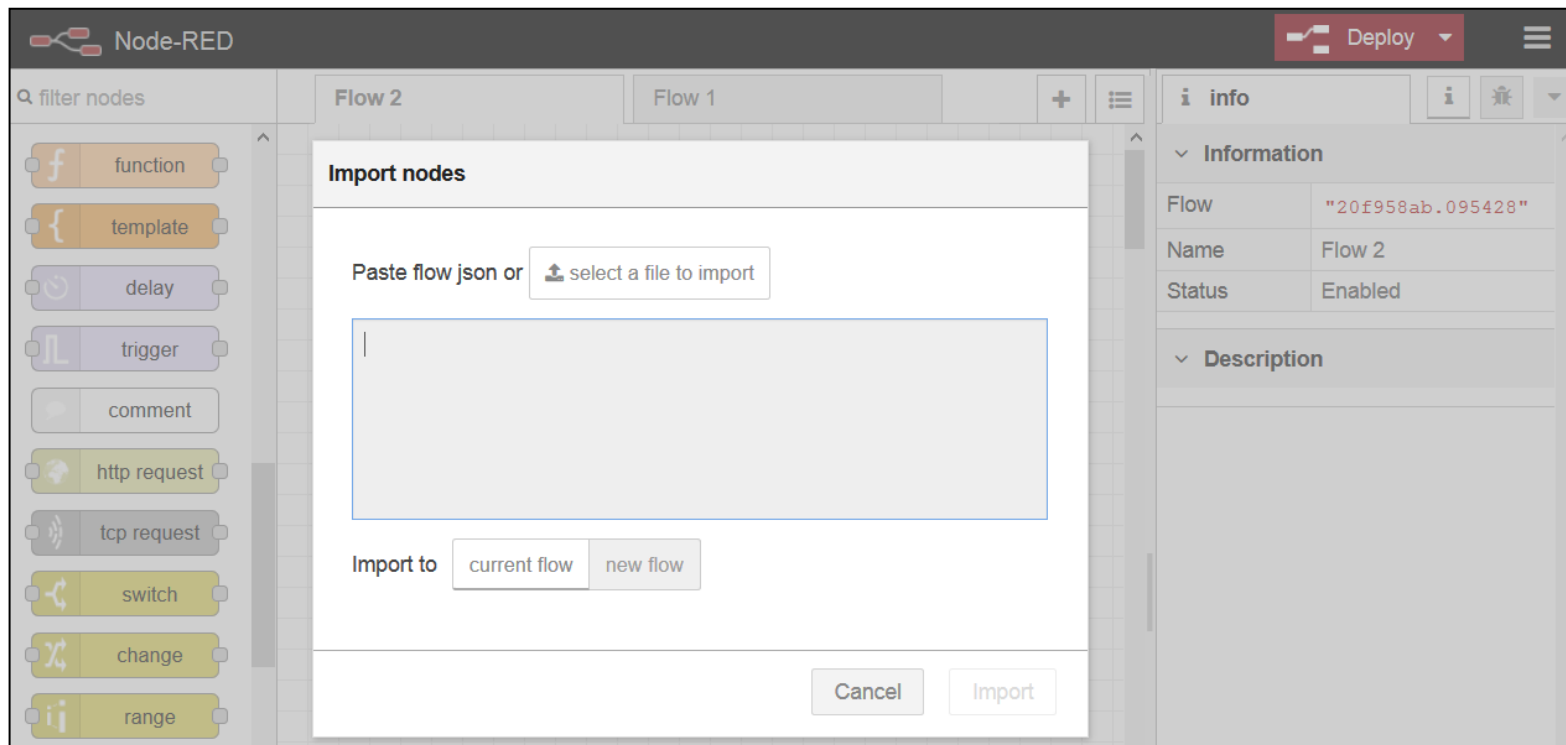 Node-RED
Deploy
filter nodes
Flow 2
Flow 1
info
function
template
delay
trigger
comment
http request
tcp request
switch
change
range
Import nodes
Paste flow json or
select a file to import
Import to
current flow
new flow
Cancel
Import
Information
Flow "20f958ab.095428"
Name Flow 2
Status Enabled
Description